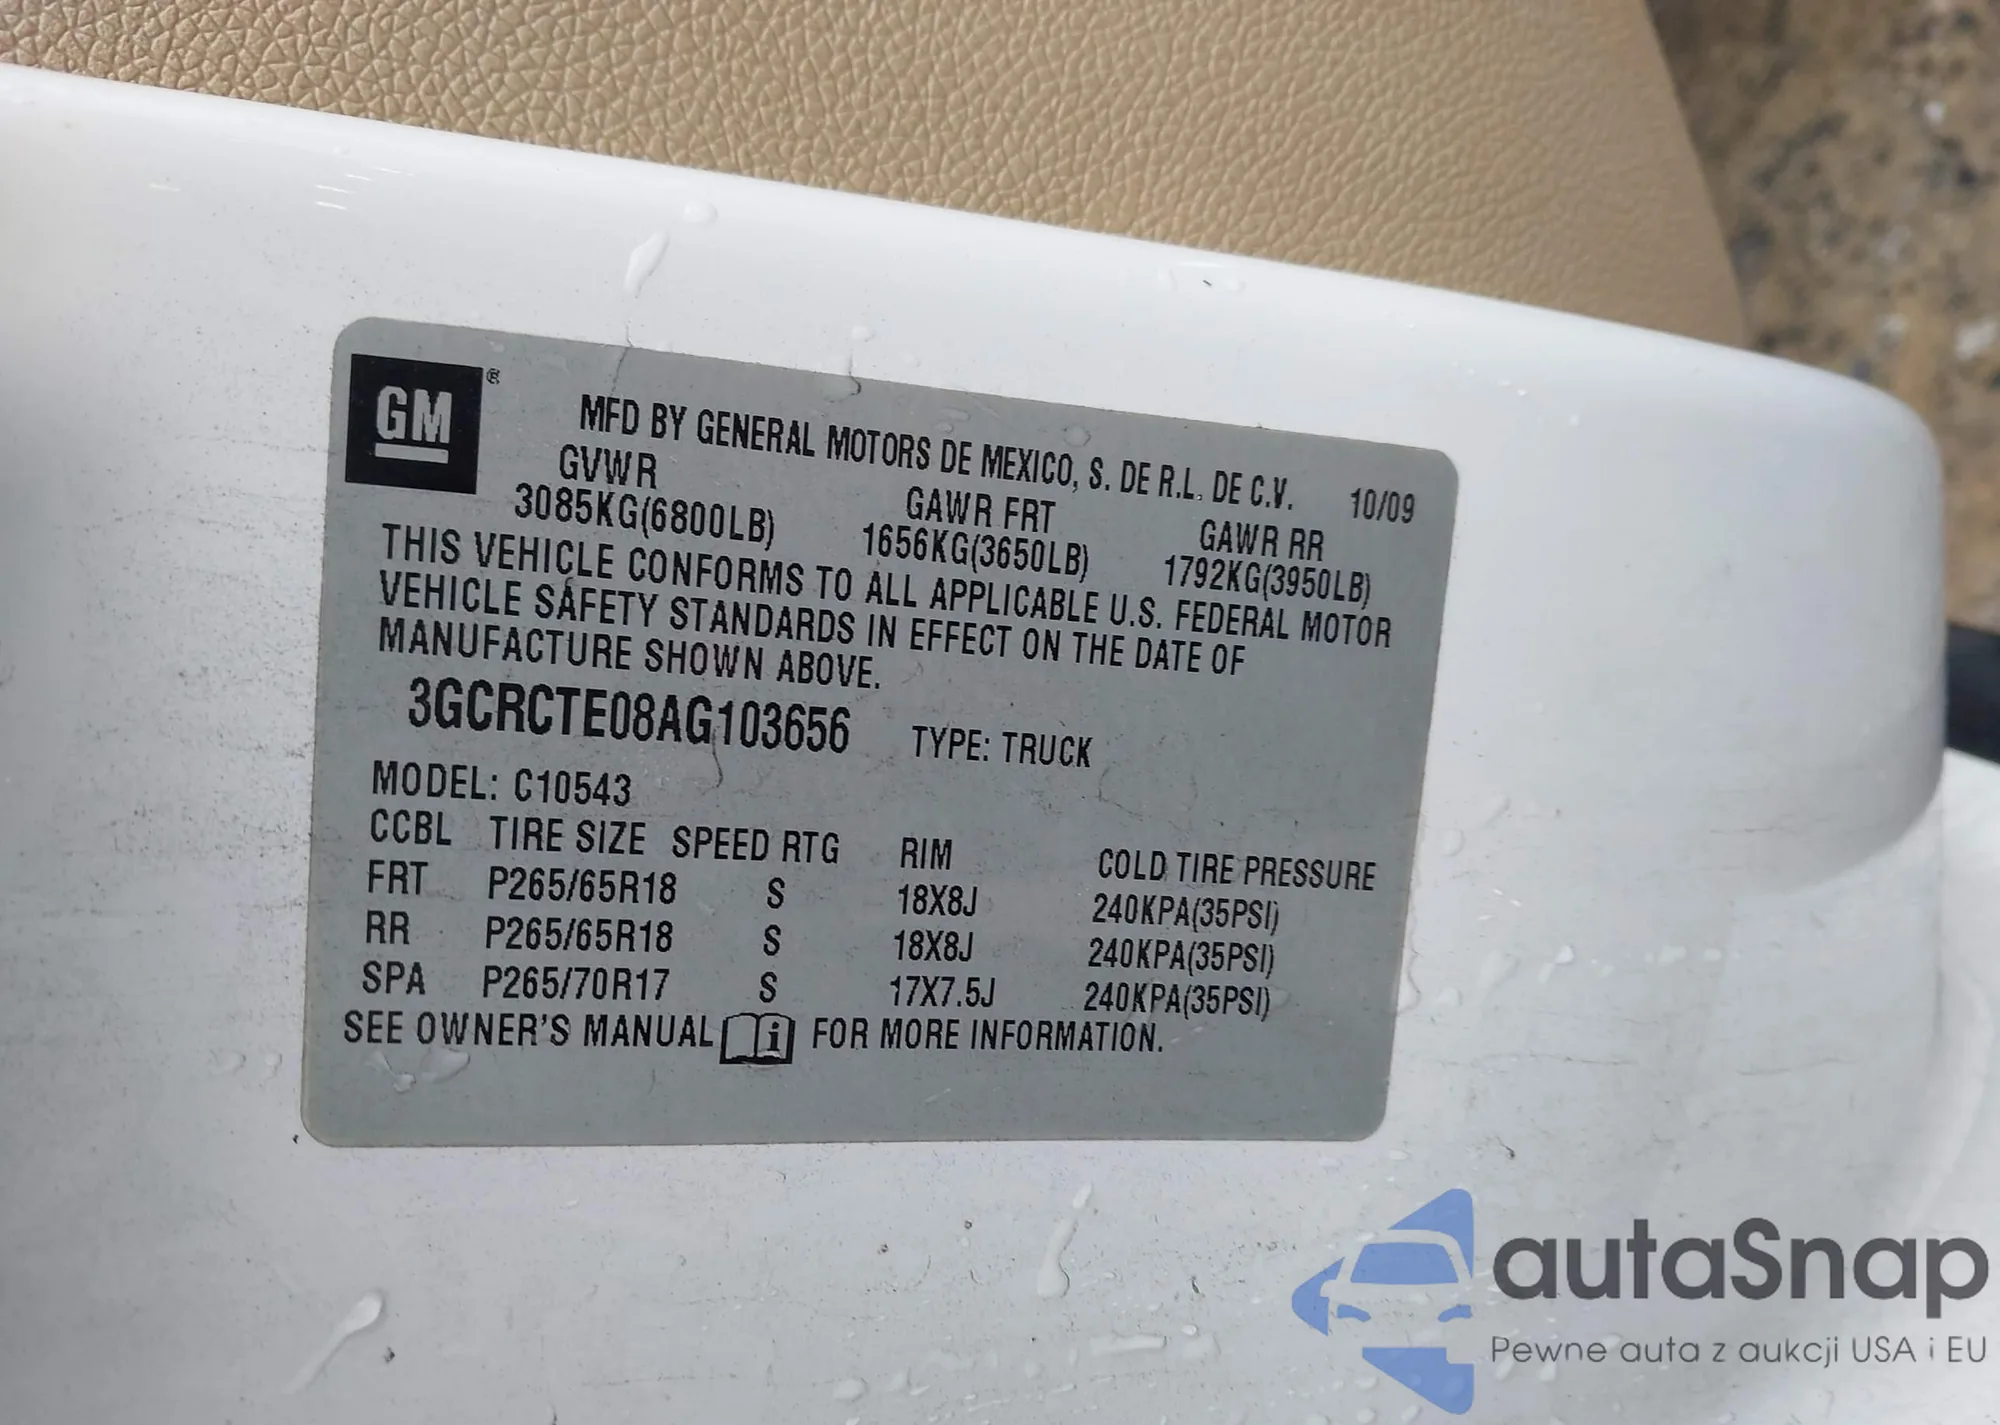 GM®
MFD BY GENERAL MOTORS DE MEXICO, S. DE R.L. DE C.V. 10/09
GVWR GAWR FRT GAWR RR
3085KG(6800LB) 1656KG(3650LB) 1792KG(3950LB)
THIS VEHICLE CONFORMS TO ALL APPLICABLE U.S. FEDERAL MOTOR
VEHICLE SAFETY STANDARDS IN EFFECT ON THE DATE OF
MANUFACTURE SHOWN ABOVE.
3GCRCTE08AG103656 TYPE: TRUCK
MODEL: C10543
CCBL TIRE SIZE SPEED RTG RIM COLD TIRE PRESSURE
FRT P265/65R18 S 18X8J 240KPA(35PSI)
RR P265/65R18 S 18X8J 240KPA(35PSI)
SPA P265/70R17 S 17X7.5J 240KPA(35PSI)
SEE OWNER'S MANUAL i FOR MORE INFORMATION.
autaSnap
Pewne auta z aukcji USA i EU